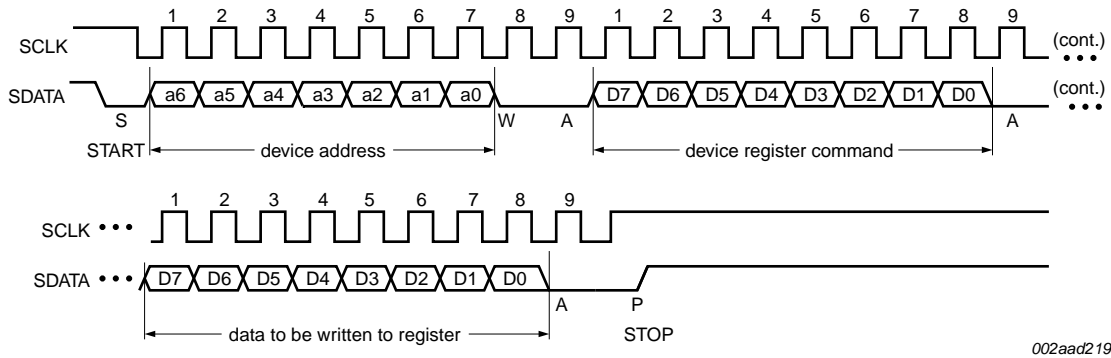 1 2 3 4 5 6 7 8 9 1 2 3 4 5 6 7 8 9
SCLK (cont.)
SDATA a6 a5 a4 a3 a2 a1 a0 D7 D6 D5 D4 D3 D2 D1 D0 (cont.)
S W A A
START device address device register command
1 2 3 4 5 6 7 8 9
SCLK
SDATA D7 D6 D5 D4 D3 D2 D1 D0
A P
data to be written to register STOP
002aad219